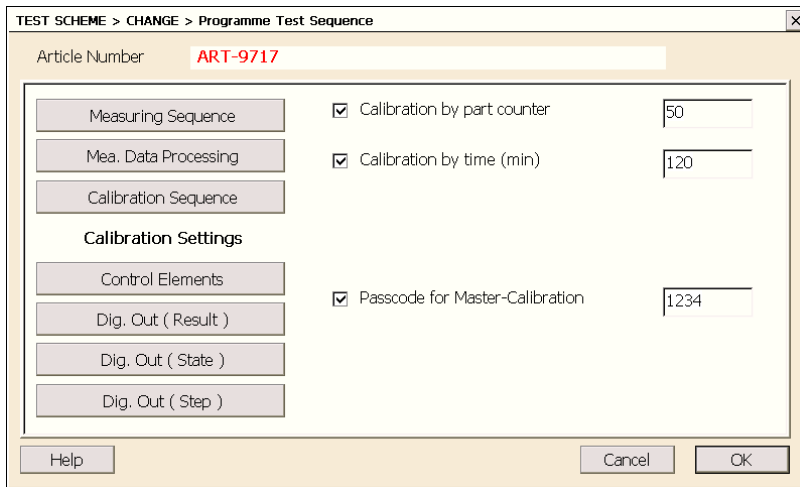 TEST SCHEME > CHANGE > Programme Test Sequence
Article Number ART-9717
Measuring Sequence
Calibration by part counter 50
Mea. Data Processing
Calibration by time (min) 120
Calibration Sequence
Calibration Settings
Control Elements
Passcode for Master-Calibration 1234
Dig. Out ( Result )
Dig. Out ( State )
Dig. Out ( Step )
Help Cancel OK